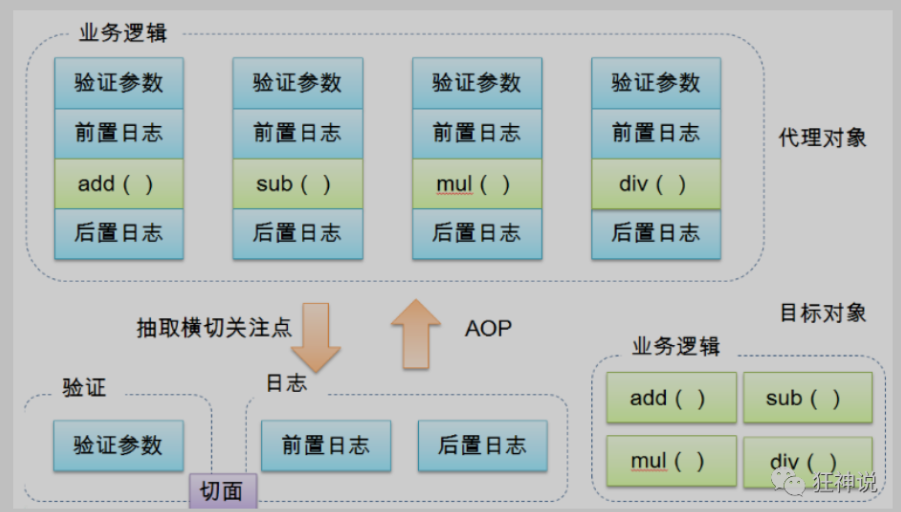 业务逻辑
验证参数 验证参数 验证参数 验证参数
前置日志 前置日志 前置日志 前置日志
代理对象
add（ ） sub（ ） mul（ ） div（ ）
后置日志 后置日志 后置日志 后置日志
抽取横切关注点
AOP
目标对象
业务逻辑
验证
日志
add（ ） sub（ ）
验证参数
前置日志 后置日志
mul（ ） div（ ）
切面
狂神说